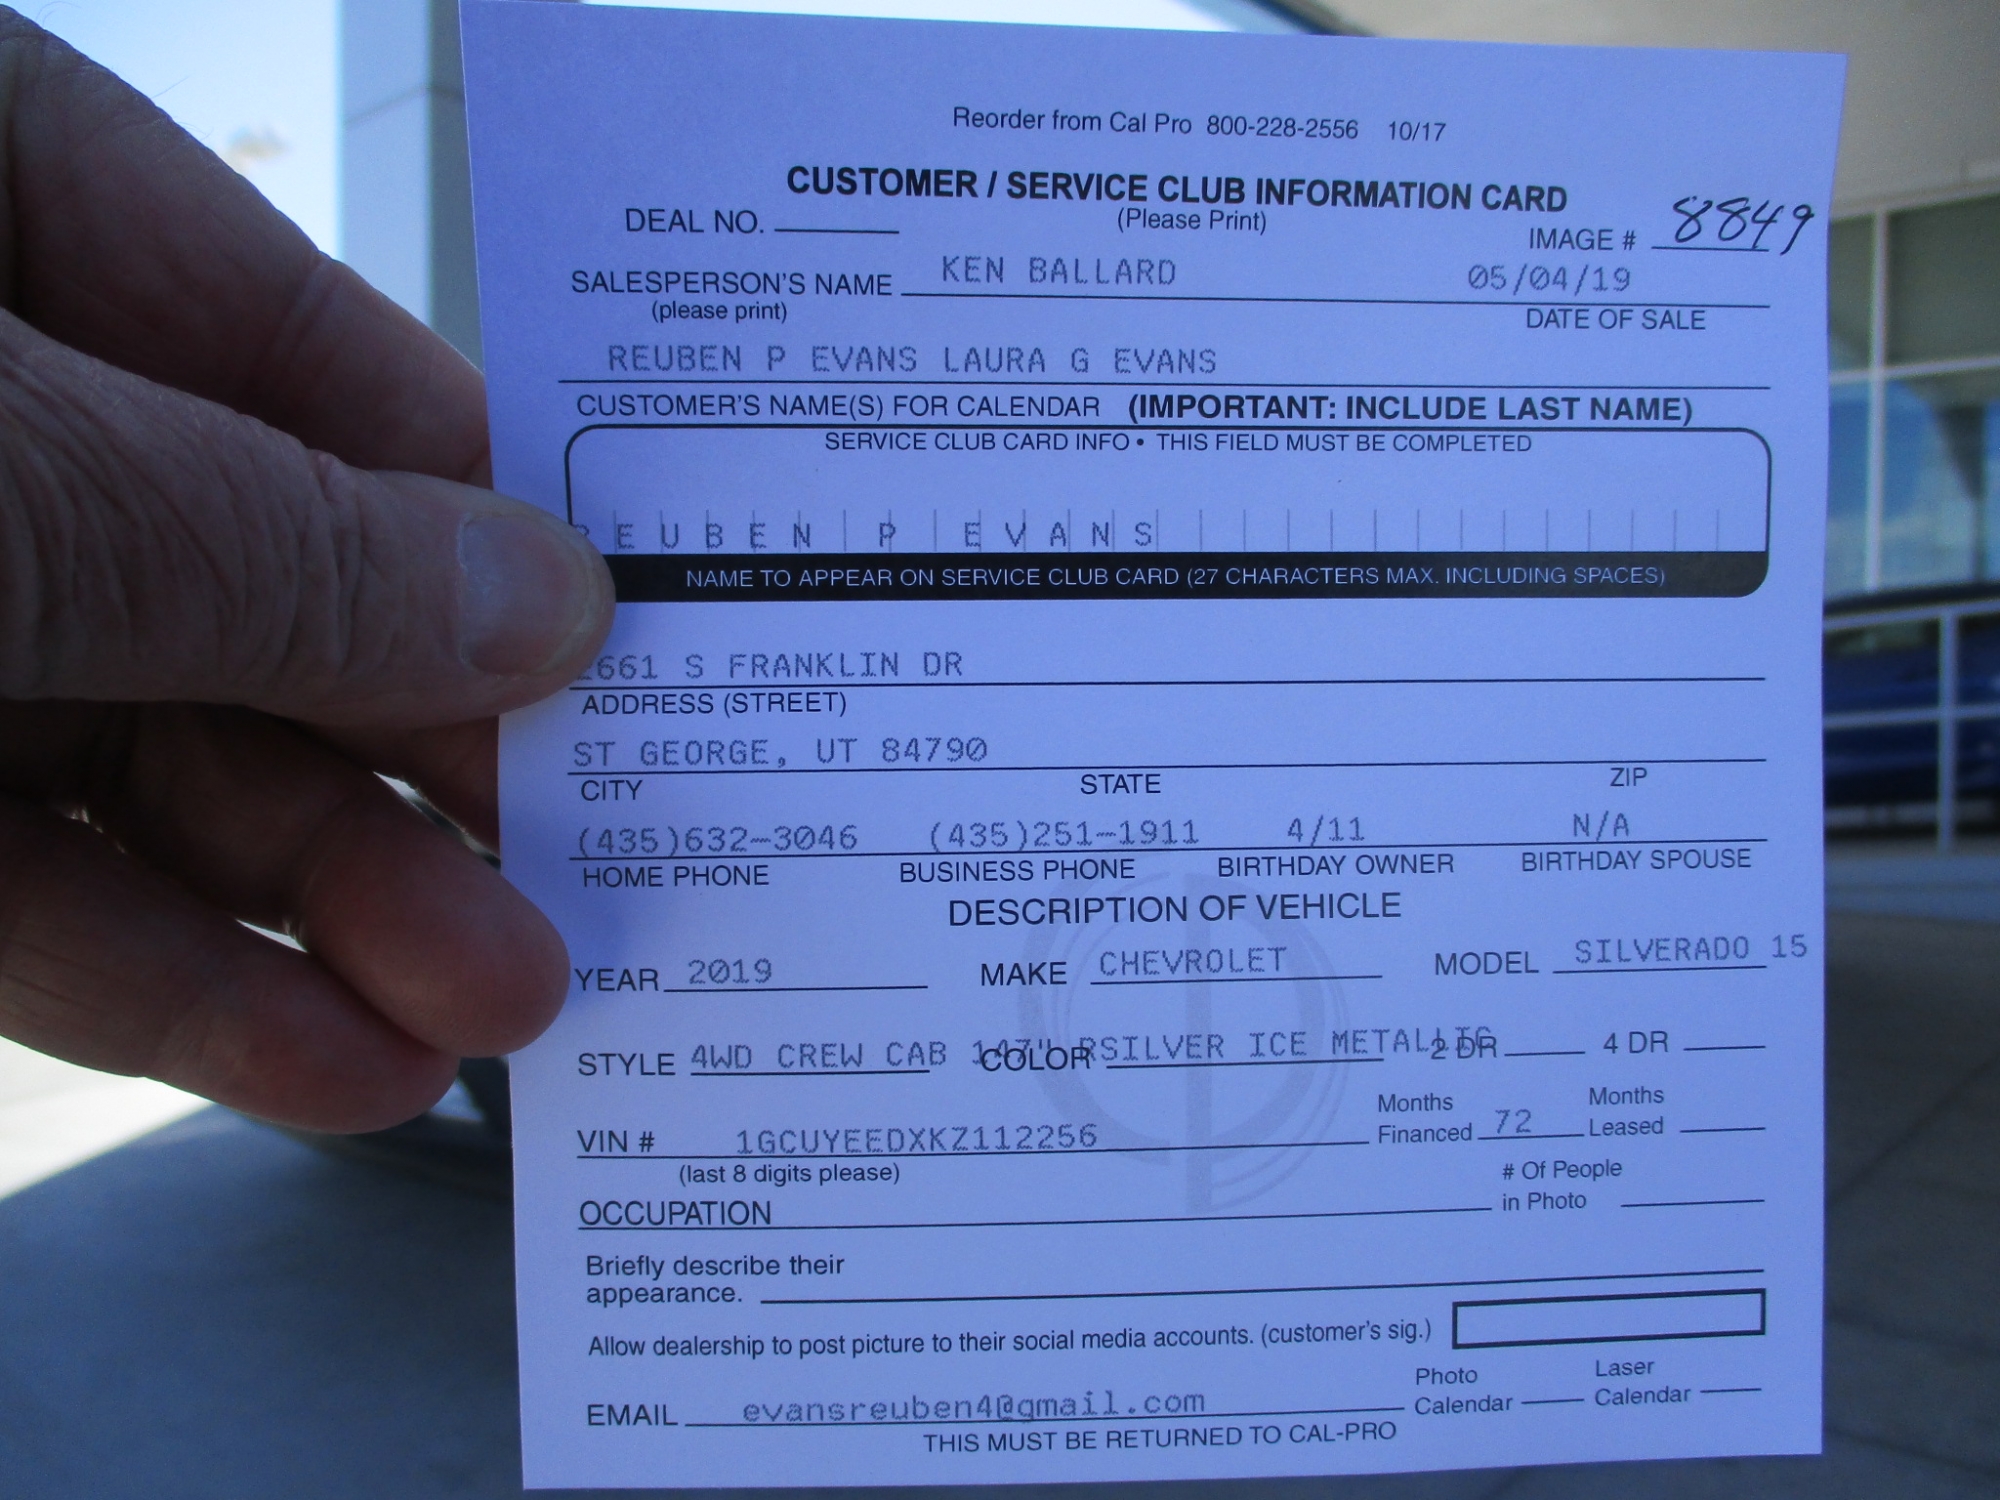 Reorder from Cal Pro 800-228-2556 10/17
CUSTOMER / SERVICE CLUB INFORMATION CARD
DEAL NO. (Please Print) IMAGE # 8849
SALESPERSON'S NAME KEN BALLARD 05/04/19
(please print) DATE OF SALE
REUBEN P EVANS LAURA G EVANS
CUSTOMER'S NAME(S) FOR CALENDAR (IMPORTANT: INCLUDE LAST NAME)
SERVICE CLUB CARD INFO • THIS FIELD MUST BE COMPLETED
REUBEN P EVANS
NAME TO APPEAR ON SERVICE CLUB CARD (27 CHARACTERS MAX. INCLUDING SPACES)
S FRANKLIN DR
ADDRESS (STREET)
ST GEORGE, UT 84790
CITY STATE ZIP
(435)632-3046 (435)251-1911 4/11 N/A
HOME PHONE BUSINESS PHONE BIRTHDAY OWNER BIRTHDAY SPOUSE
DESCRIPTION OF VEHICLE
YEAR 2019 MAKE CHEVROLET MODEL SILVERADO 15
STYLE 4WD CREW CAB 147" COLOR SILVER ICE METALLIC 2 DR 4 DR
VIN # 1GCUYEEDXKZ112256 Months Financed 72 Months Leased
(last 8 digits please) # Of People
OCCUPATION in Photo
Briefly describe their
appearance.
Allow dealership to post picture to their social media accounts. (customer's sig.)
EMAIL evansreuben4@gmail.com Photo Calendar Laser Calendar
THIS MUST BE RETURNED TO CAL-PRO